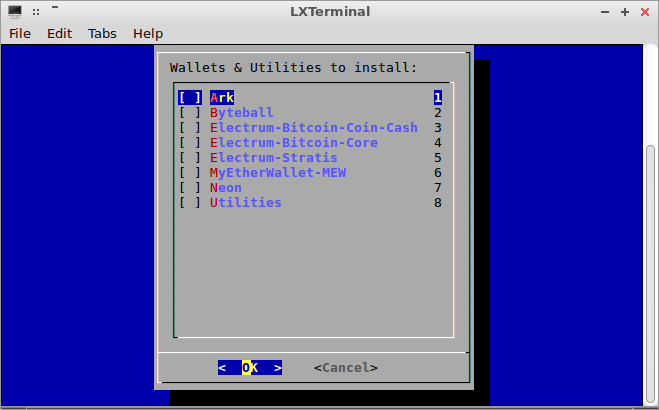 LXTerminal
File Edit Tabs Help
Wallets & Utilities to install:
[ ] Ark 1
[ ] Byteball 2
[ ] Electrum-Bitcoin-Coin-Cash 3
[ ] Electrum-Bitcoin-Core 4
[ ] Electrum-Stratis 5
[ ] MyEtherWallet-MEW 6
[ ] Neon 7
[ ] Utilities 8
< OK > <Cancel>